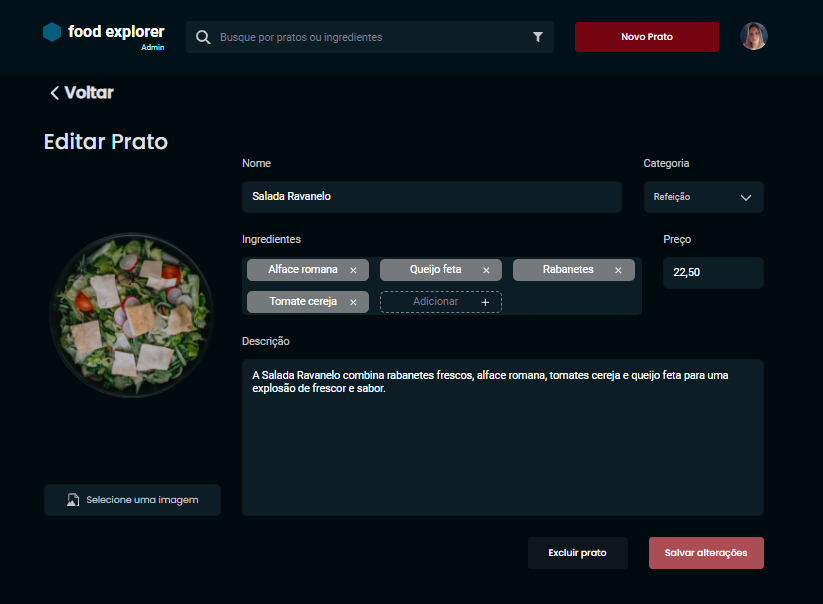 food explorer
Admin
Busque por pratos ou ingredientes
Novo Prato
Voltar
Editar Prato
Nome
Categoria
Salada Ravanelo
Refeição
Ingredientes
Preço
Alface romana ×
Queijo feta ×
Rabanetes ×
22,50
Tomate cereja ×
Adicionar +
Descrição
A Salada Ravanelo combina rabanetes frescos, alface romana, tomates cereja e queijo feta para uma
explosão de frescor e sabor.
Selecione uma imagem
Excluir prato
Salvar alterações